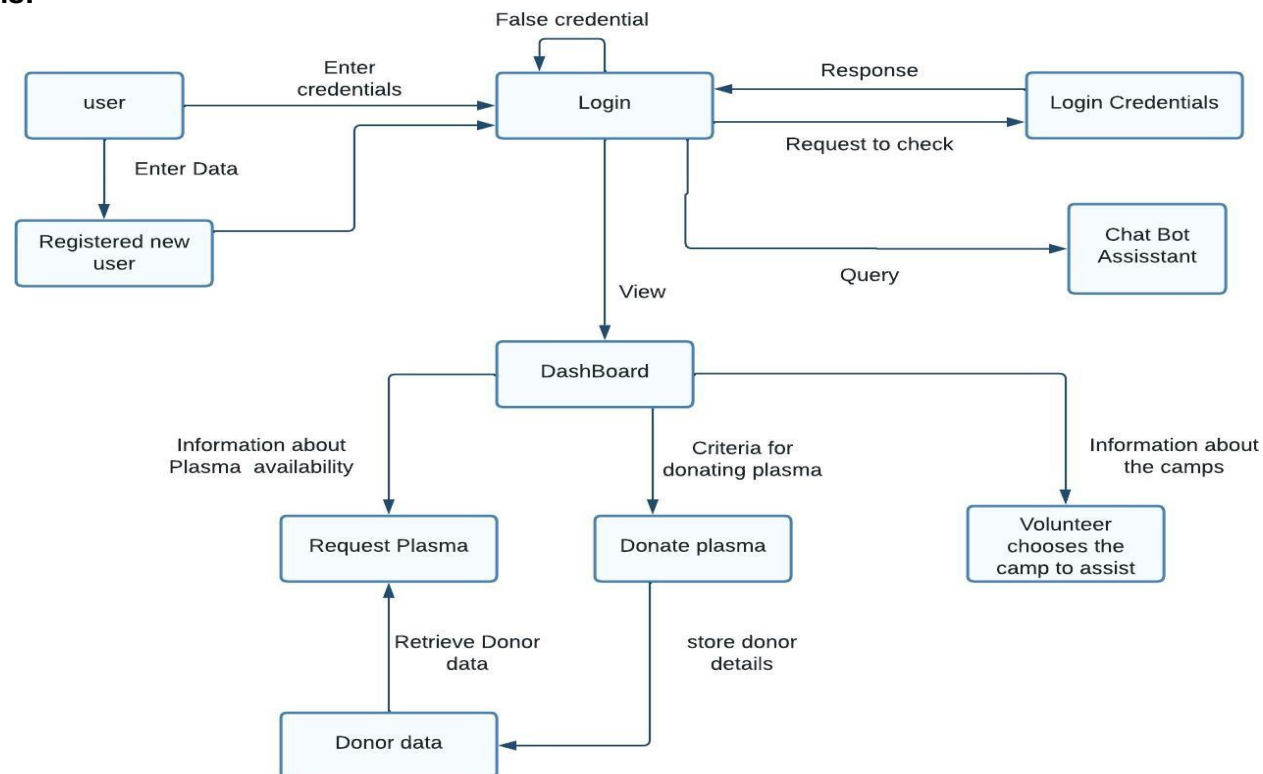 False credential
Enter
credentials
Response
user
Login
Login Credentials
Request to check
Enter Data
Registered new
user
Chat Bot
Assisstant
Query
View
DashBoard
Information about
Plasma availability
Criteria for
donating plasma
Information about
the camps
Request Plasma
Donate plasma
Volunteer
chooses the
camp to assist
Retrieve Donor
data
store donor
details
Donor data